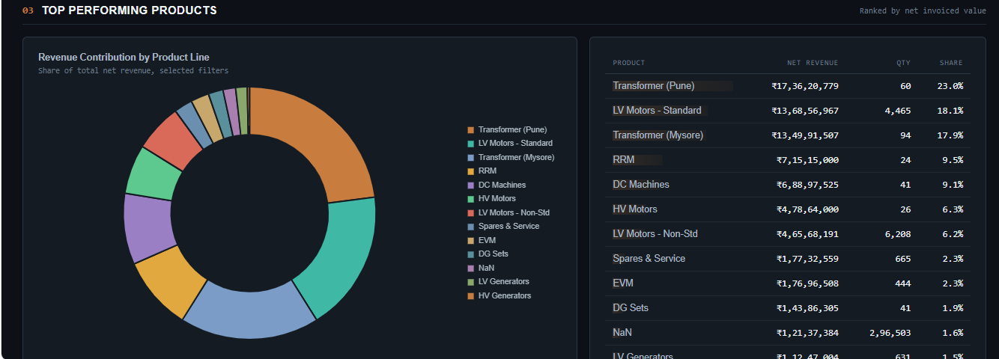 03 TOP PERFORMING PRODUCTS
Ranked by net invoiced value
Revenue Contribution by Product Line
Share of total net revenue, selected filters
Transformer (Pune)
LV Motors - Standard
Transformer (Mysore)
RRM
DC Machines
HV Motors
LV Motors - Non-Std
Spares & Service
EVM
DG Sets
NaN
LV Generators
HV Generators
PRODUCT NET REVENUE QTY SHARE
Transformer (Pune) ₹17,36,20,779 60 23.0%
LV Motors - Standard ₹13,68,56,967 4,465 18.1%
Transformer (Mysore) ₹13,49,91,507 94 17.9%
RRM ₹7,15,15,000 24 9.5%
DC Machines ₹6,88,97,525 41 9.1%
HV Motors ₹4,78,64,000 26 6.3%
LV Motors - Non-Std ₹4,65,68,191 6,208 6.2%
Spares & Service ₹1,77,32,559 665 2.3%
EVM ₹1,76,96,508 444 2.3%
DG Sets ₹1,43,86,305 41 1.9%
NaN ₹1,21,37,384 2,96,503 1.6%
LV Generators ₹1,12,47,004 631 1.5%